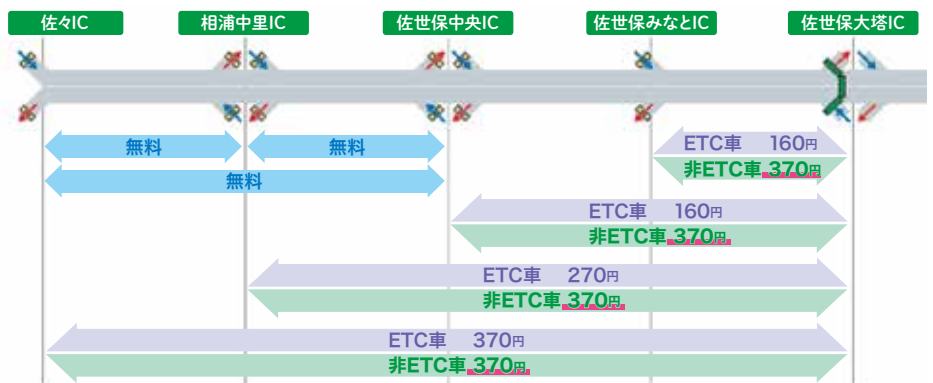 佐々IC
相浦中里IC
佐世保中央IC
佐世保みなとIC
佐世保大塔IC
無料
無料
無料
ETC車 160円
非ETC車 370円
ETC車 160円
非ETC車 370円
ETC車 270円
非ETC車 370円
ETC車 370円
非ETC車 370円